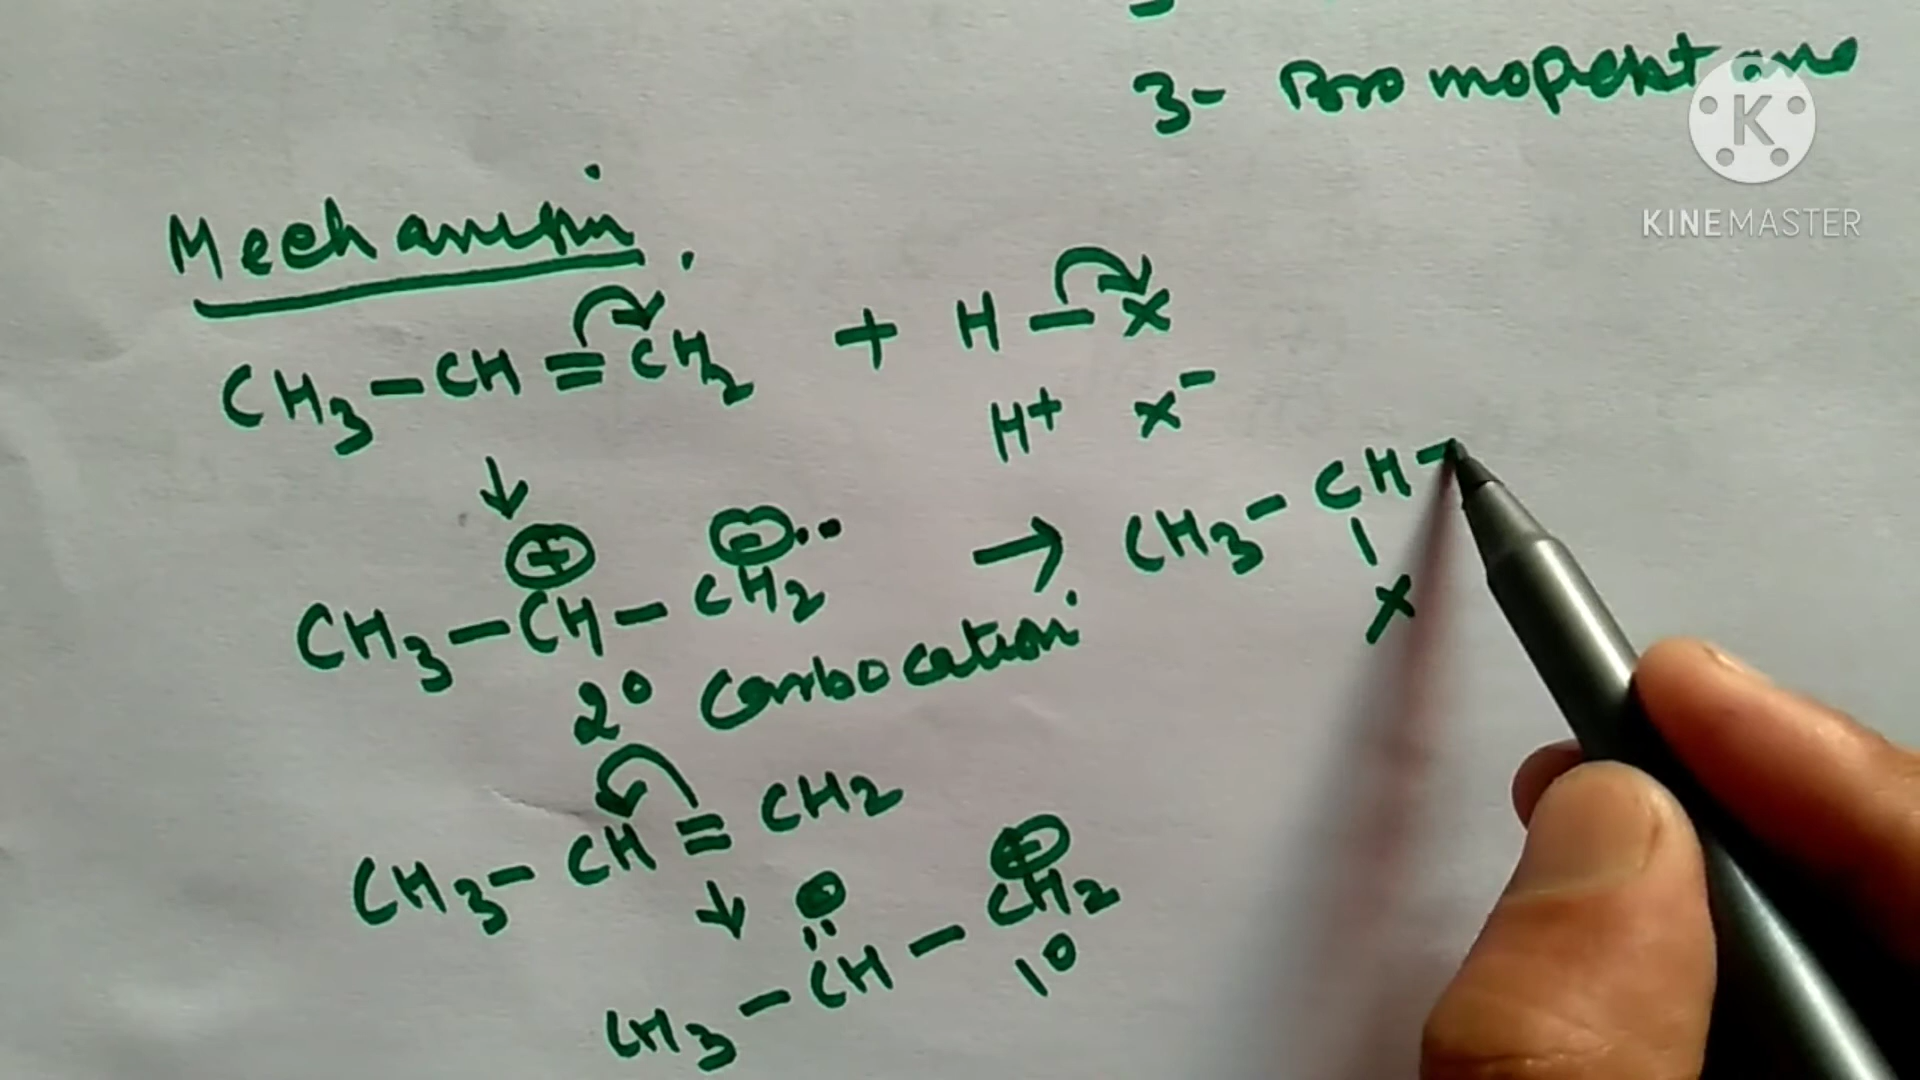 3- Bromopentane
KINEMASTER
Mechanism.
CH3-CH=CH2 + H-X
H+ X-
↓
⊕ ⊖..
CH3-CH-CH2 → CH3-CH-
X
2° Carbocation
CH3-CH=CH2
↓
⊖ ⊕
CH3-CH-CH2
1°